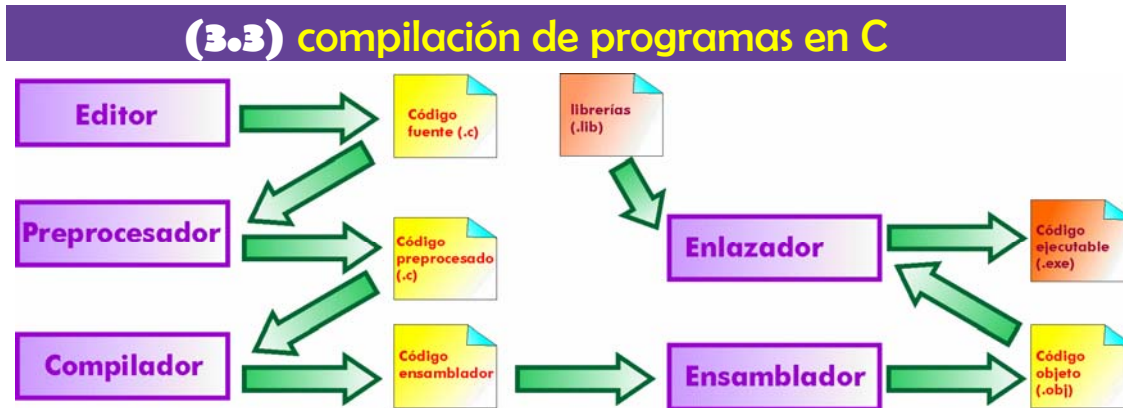 (3.3) compilación de programas en C
Editor
Código
fuente (.c)
librerías
(.lib)
Preprocesador
Código
preprocesado
(.c)
Enlazador
Código
ejecutable
(.exe)
Compilador
Código
ensamblador
Ensamblador
Código
objeto
(.obj)